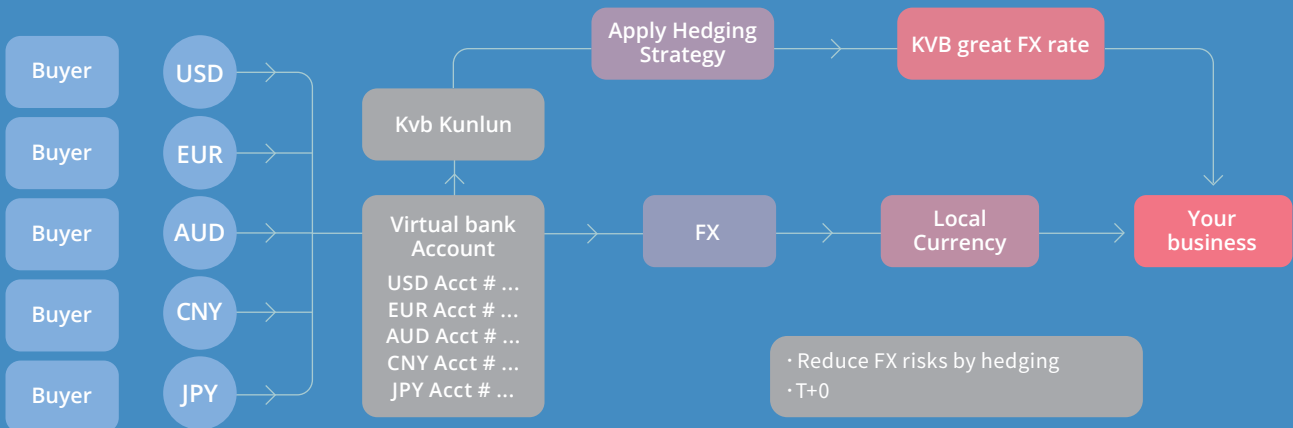 Apply Hedging
Strategy
KVB great FX rate
Buyer
USD
Kvb Kunlun
Buyer
EUR
Buyer
AUD
Virtual bank
Account
USD Acct # ...
EUR Acct # ...
AUD Acct # ...
CNY Acct # ...
JPY Acct # ...
FX
Local
Currency
Your
business
Buyer
CNY
Buyer
JPY
· Reduce FX risks by hedging
· T+0